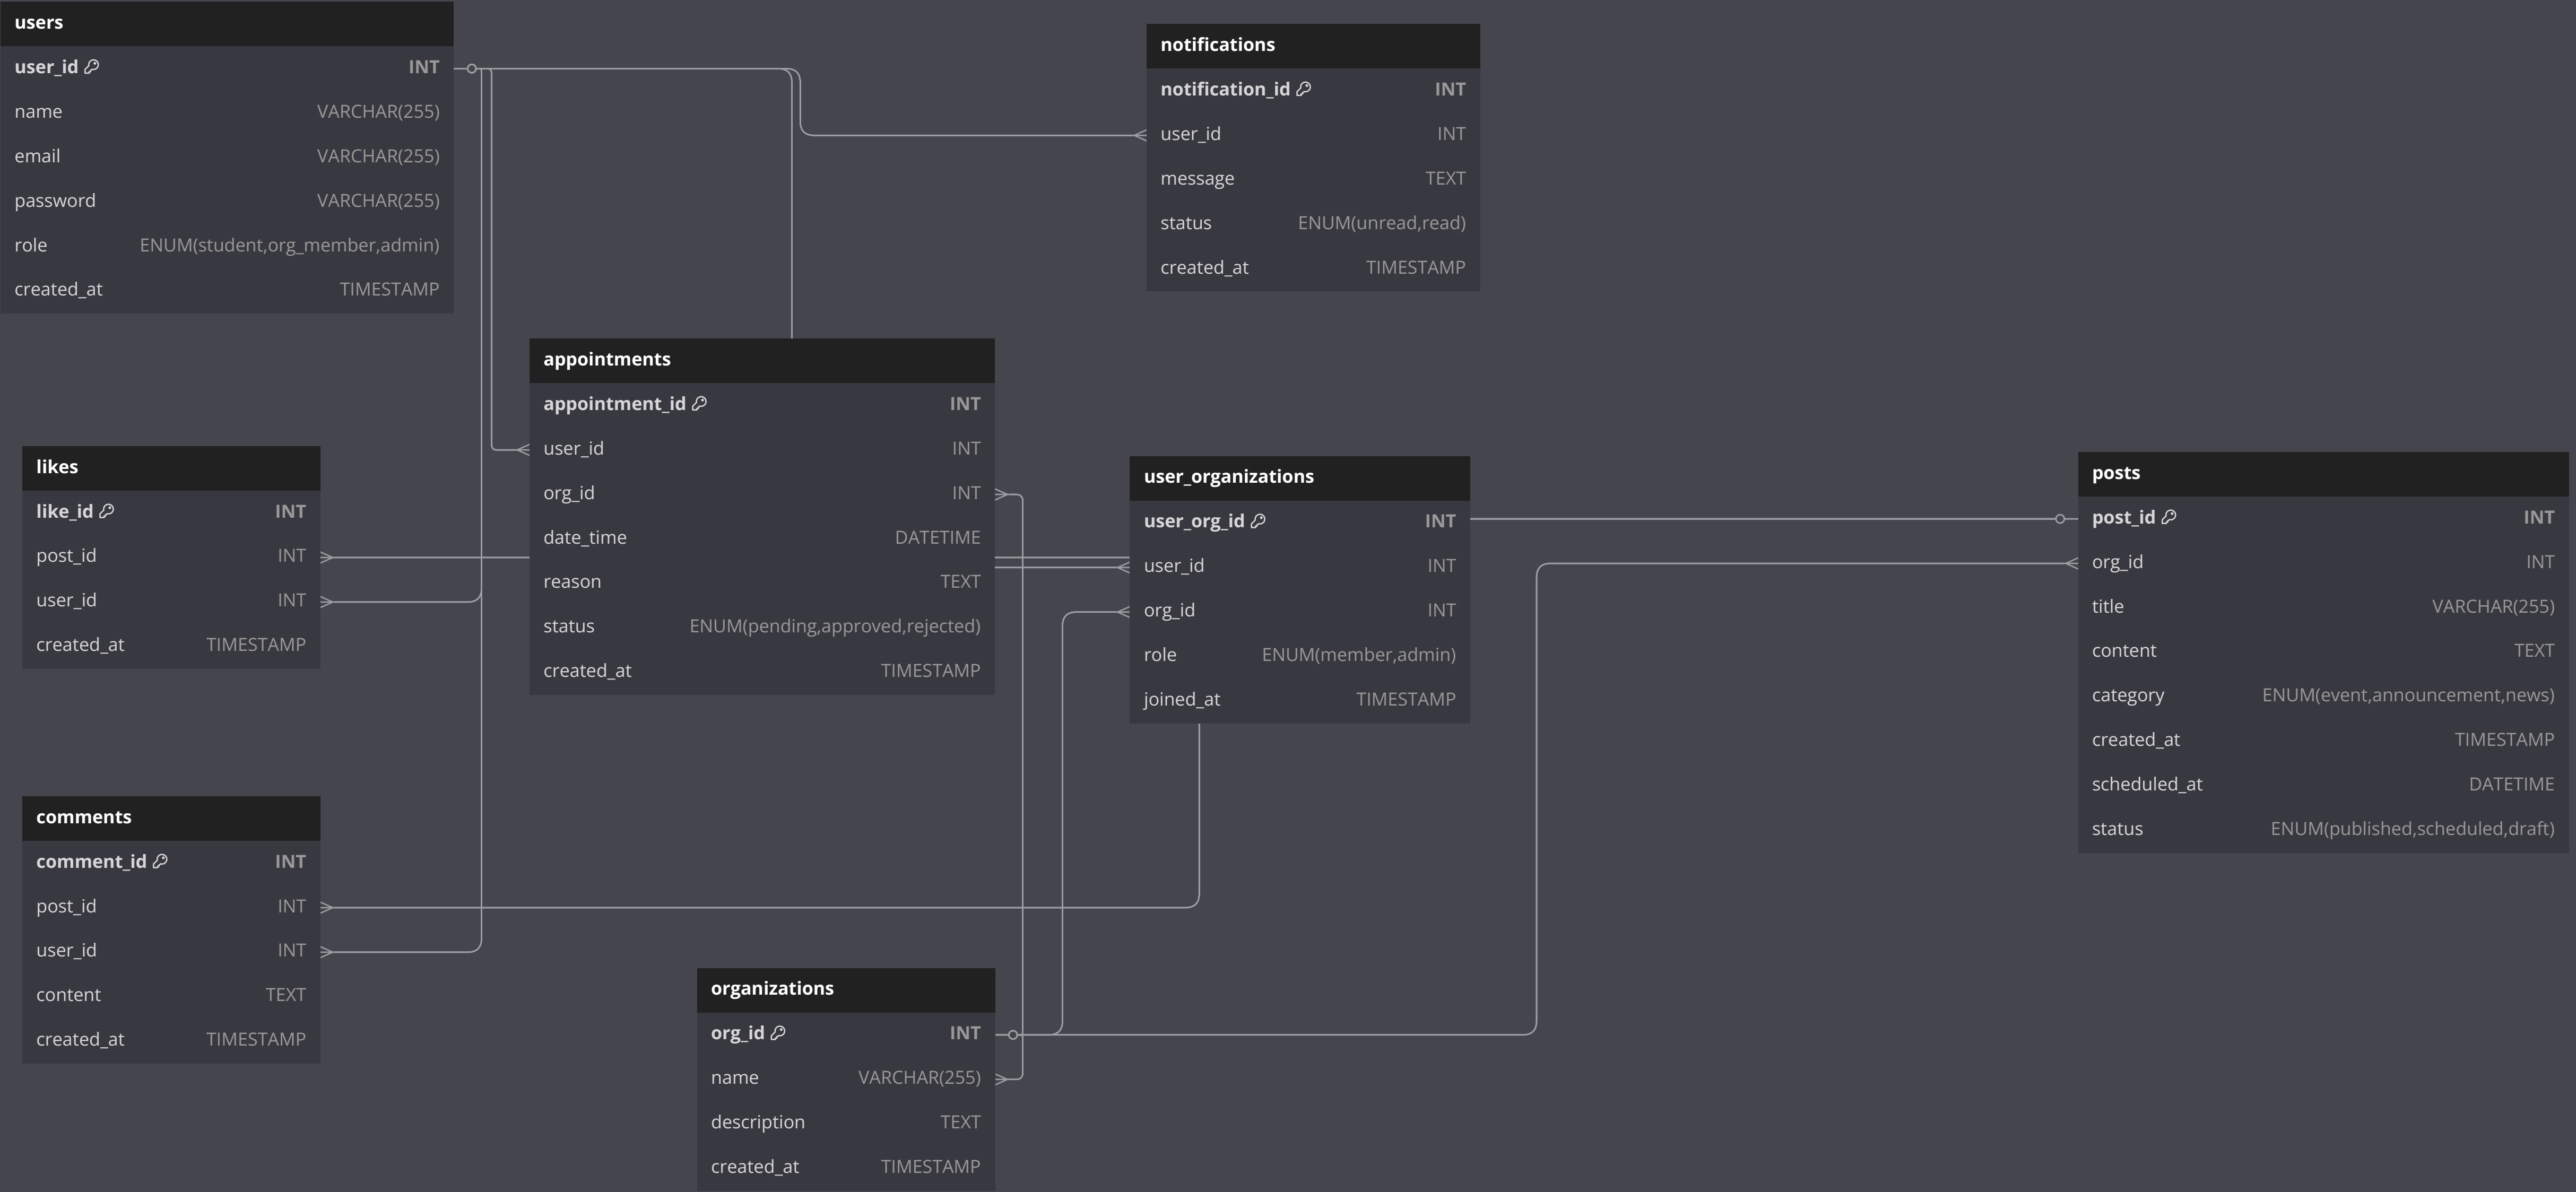 users
user_id INT
name VARCHAR(255)
email VARCHAR(255)
password VARCHAR(255)
role ENUM(student,org_member,admin)
created_at TIMESTAMP
notifications
notification_id INT
user_id INT
message TEXT
status ENUM(unread,read)
created_at TIMESTAMP
appointments
appointment_id INT
user_id INT
org_id INT
date_time DATETIME
reason TEXT
status ENUM(pending,approved,rejected)
created_at TIMESTAMP
likes
like_id INT
post_id INT
user_id INT
created_at TIMESTAMP
user_organizations
user_org_id INT
user_id INT
org_id INT
role ENUM(member,admin)
joined_at TIMESTAMP
posts
post_id INT
org_id INT
title VARCHAR(255)
content TEXT
category ENUM(event,announcement,news)
created_at TIMESTAMP
scheduled_at DATETIME
status ENUM(published,scheduled,draft)
comments
comment_id INT
post_id INT
user_id INT
content TEXT
created_at TIMESTAMP
organizations
org_id INT
name VARCHAR(255)
description TEXT
created_at TIMESTAMP